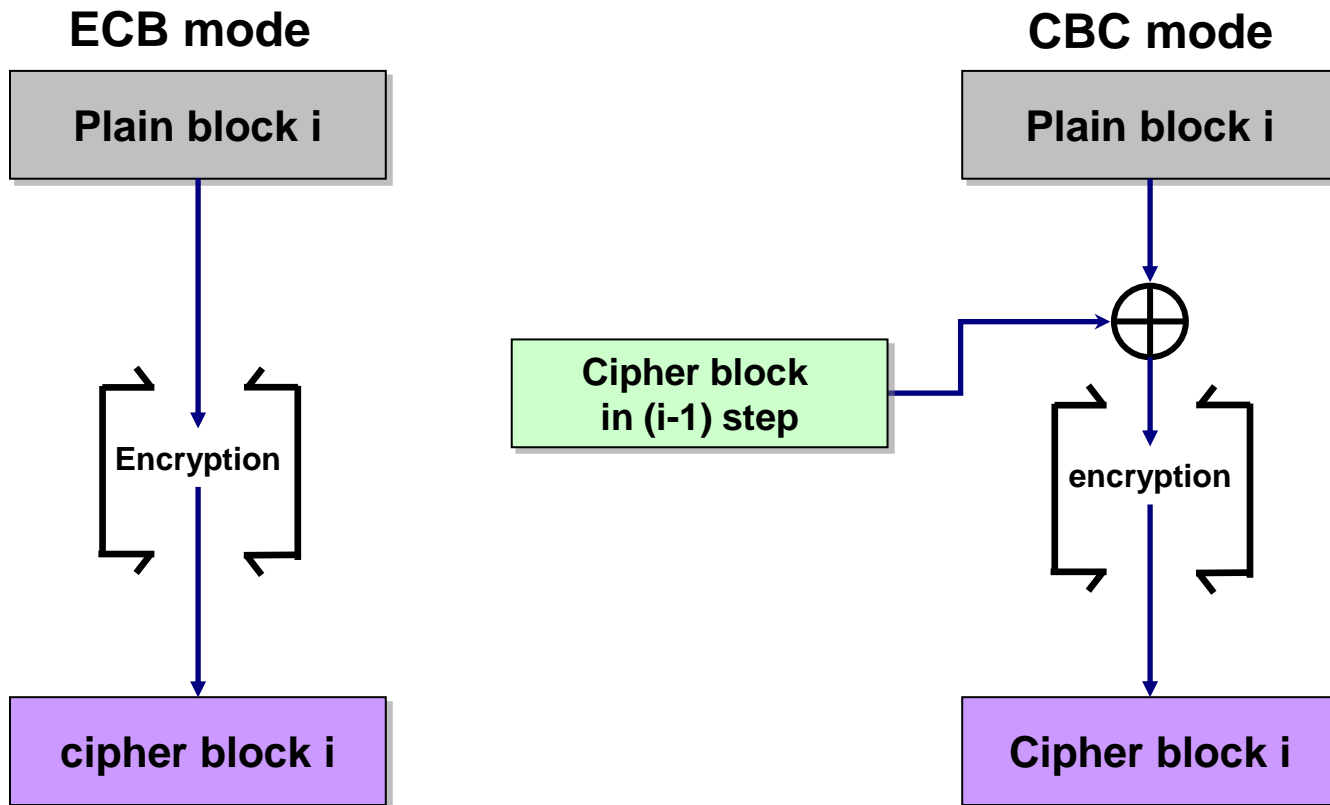 ECB mode
Plain block i
Encryption
cipher block i
CBC mode
Plain block i
Cipher block
in (i-1) step
encryption
Cipher block i